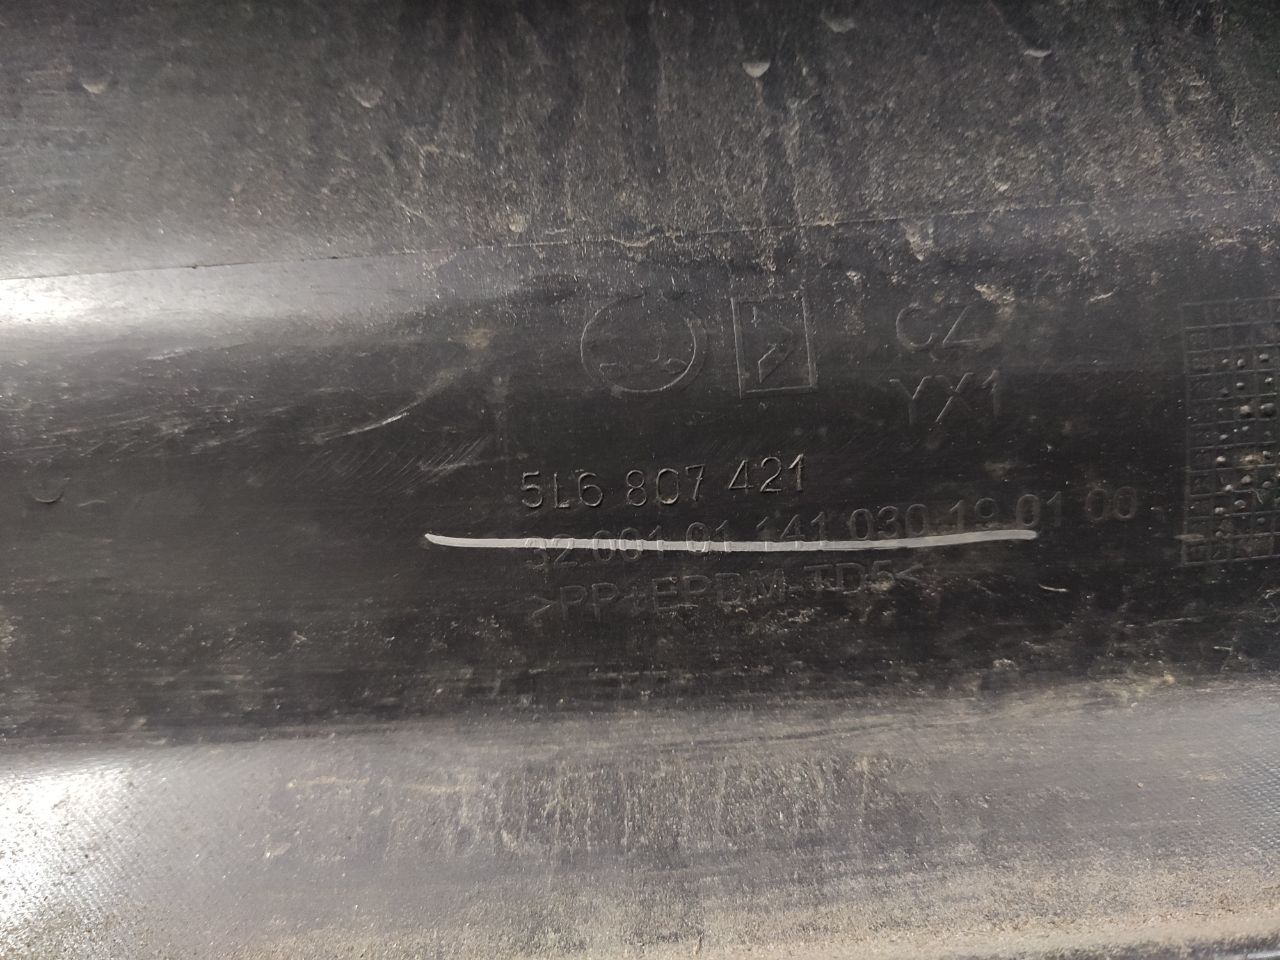 CZ
YX1
5L6 807 421
32 001 01 141 030 19 01 00
>PP+EPDM-TD5<